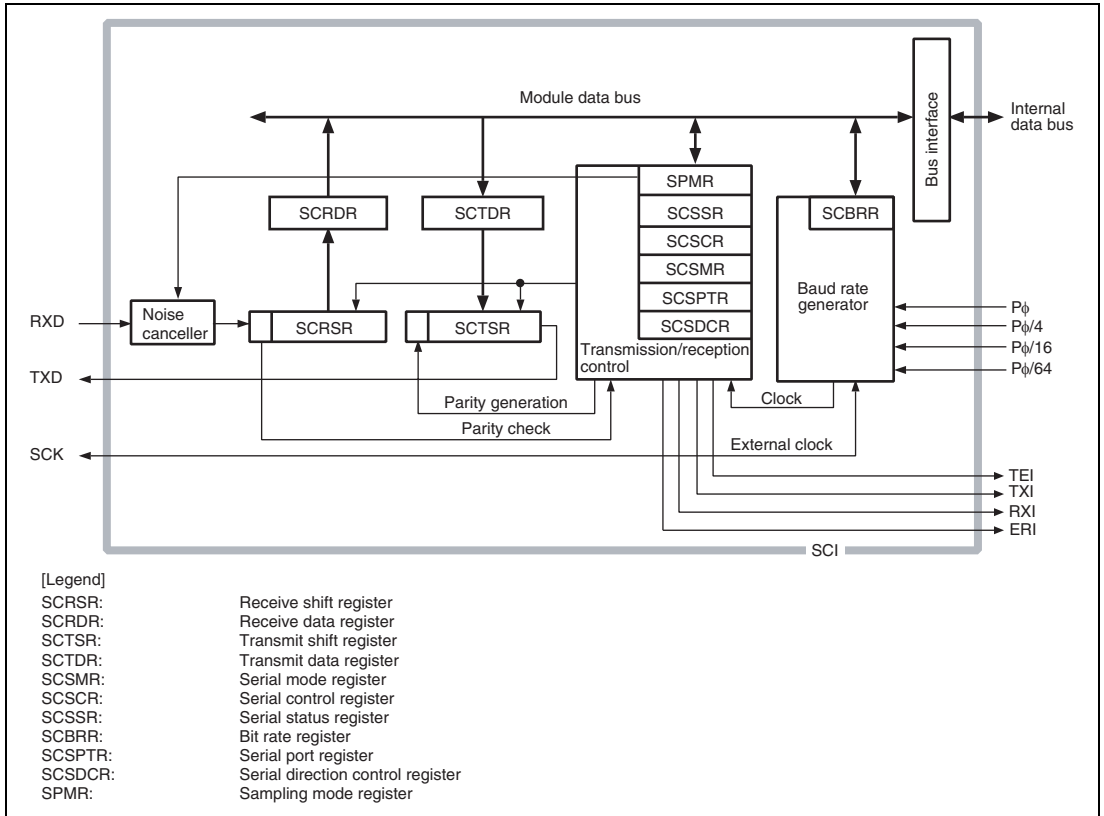 Module data bus
Bus interface
Internal
data bus
SPMR
SCRDR
SCTDR
SCSSR
SCBRR
SCSCR
SCSMR
Baud rate
generator
SCSPTR
RXD
Noise
canceller
SCRSR
SCTSR
SCSDCR
Transmission/reception
control
Pφ
Pφ/4
Pφ/16
Pφ/64
TXD
Parity generation
Clock
Parity check
SCK
External clock
TEI
TXI
RXI
ERI
SCI
[Legend]
SCRSR: Receive shift register
SCRDR: Receive data register
SCTSR: Transmit shift register
SCTDR: Transmit data register
SCSMR: Serial mode register
SCSCR: Serial control register
SCSSR: Serial status register
SCBRR: Bit rate register
SCSPTR: Serial port register
SCSDCR: Serial direction control register
SPMR: Sampling mode register